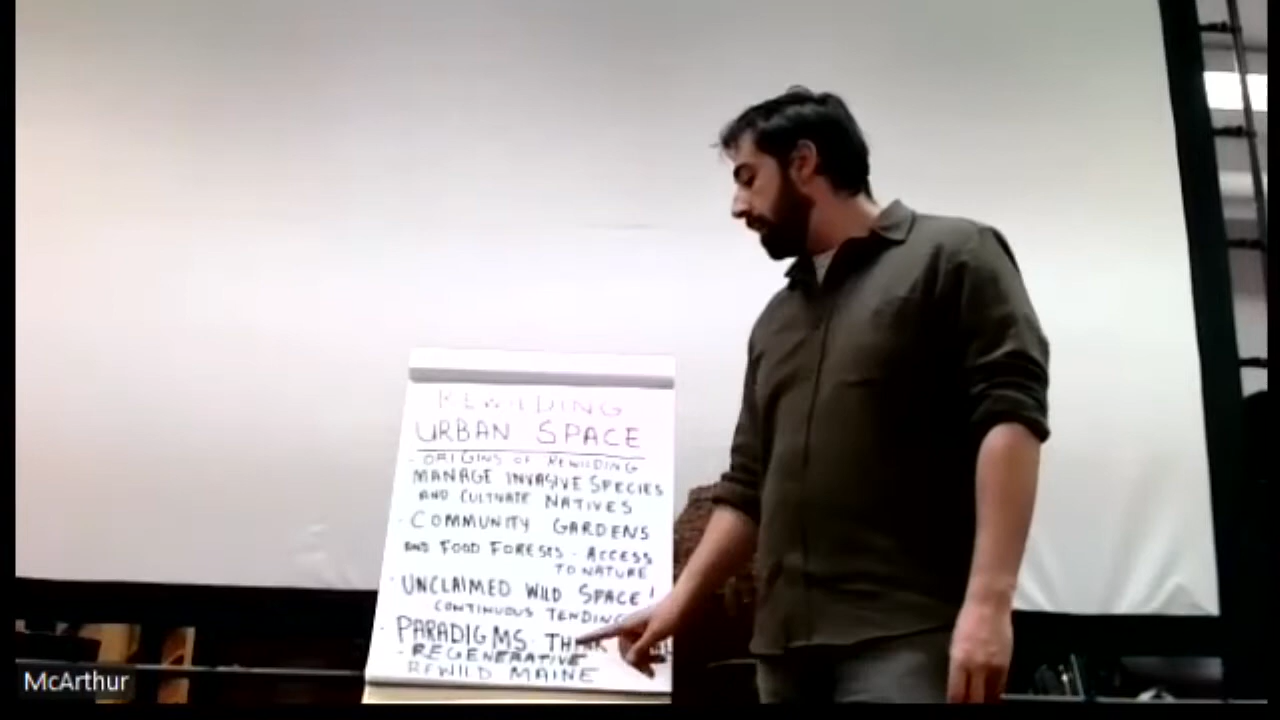 REWILDING
URBAN SPACE
- ORIGINS OF REWILDING
MANAGE INVASIVE SPECIES
AND CULTIVATE NATIVES
- COMMUNITY GARDENS
AND FOOD FORESTS - ACCESS
TO NATURE
- UNCLAIMED WILD SPACE!
CONTINUOUS TENDING
- PARADIGMS: THINK
- REGENERATIVE
REWILD MAINE
McArthur